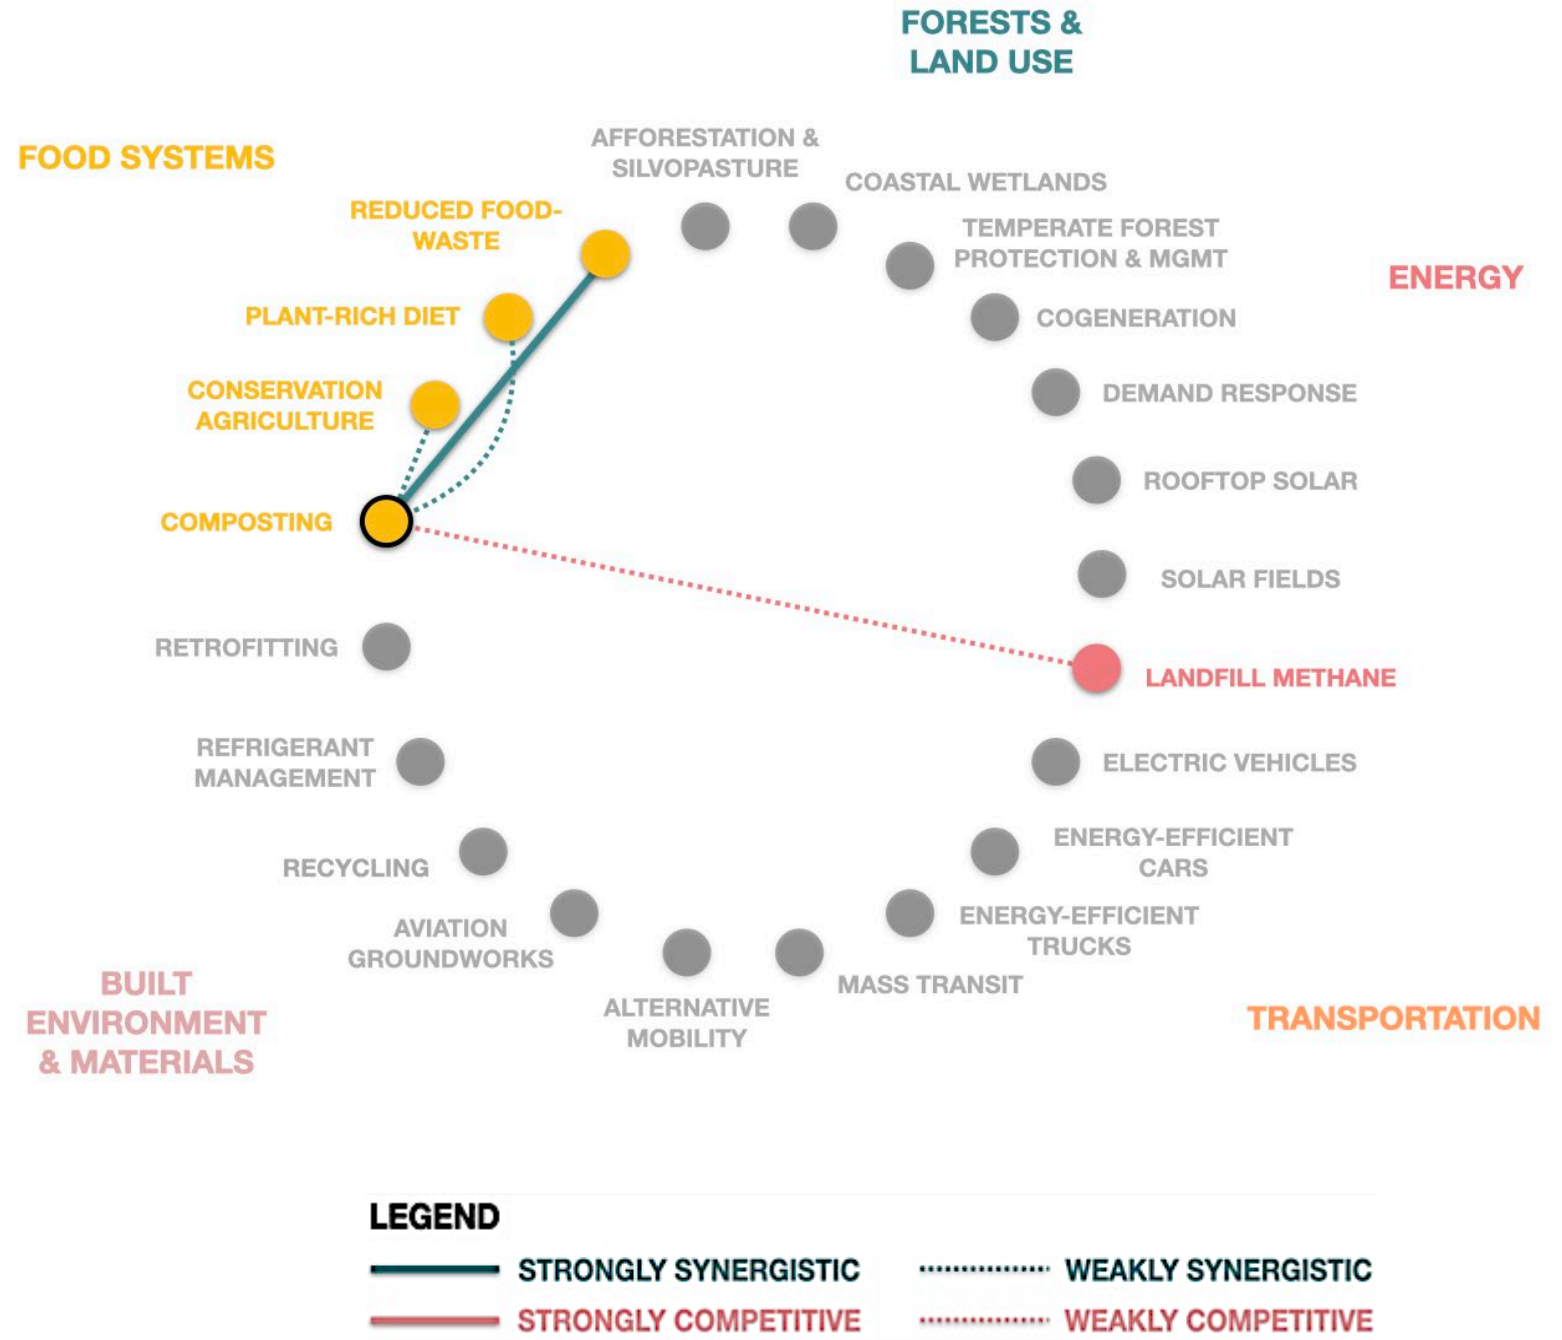 FORESTS &
LAND USE
FOOD SYSTEMS
AFFORESTATION &
SILVOPASTURE
COASTAL WETLANDS
REDUCED FOOD-
WASTE
TEMPERATE FOREST
PROTECTION & MGMT
ENERGY
PLANT-RICH DIET
COGENERATION
CONSERVATION
AGRICULTURE
DEMAND RESPONSE
ROOFTOP SOLAR
COMPOSTING
SOLAR FIELDS
RETROFITTING
LANDFILL METHANE
REFRIGERANT
MANAGEMENT
ELECTRIC VEHICLES
ENERGY-EFFICIENT
CARS
RECYCLING
ENERGY-EFFICIENT
TRUCKS
AVIATION
GROUNDWORKS
MASS TRANSIT
ALTERNATIVE
MOBILITY
BUILT
ENVIRONMENT
& MATERIALS
TRANSPORTATION
LEGEND
STRONGLY SYNERGISTIC
WEAKLY SYNERGISTIC
STRONGLY COMPETITIVE
WEAKLY COMPETITIVE